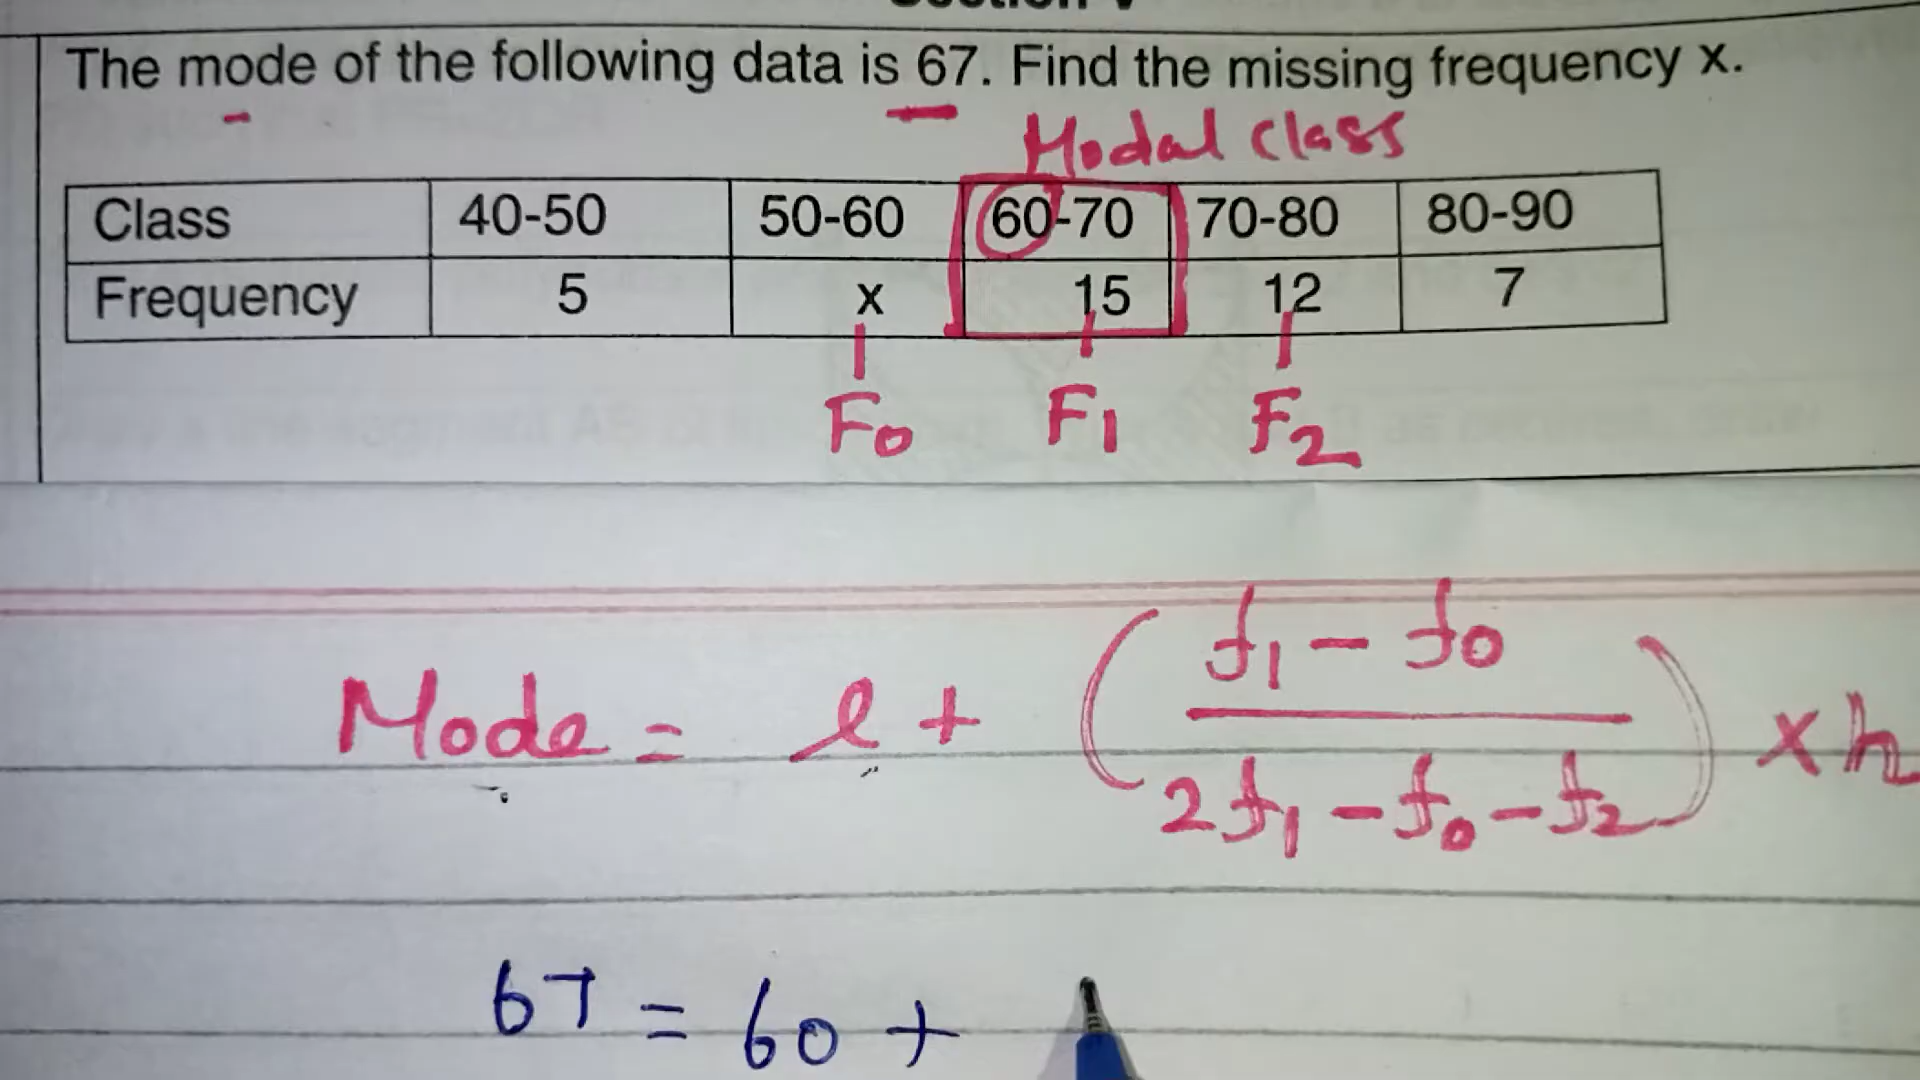 The mode of the following data is 67. Find the missing frequency x.
Modal class
Class 40-50 50-60 60-70 70-80 80-90
Frequency 5 x 15 12 7
F0 F1 F2
Mode = l + ( f1 - f0 / 2f1 - f0 - f2 ) x h
67 = 60 +